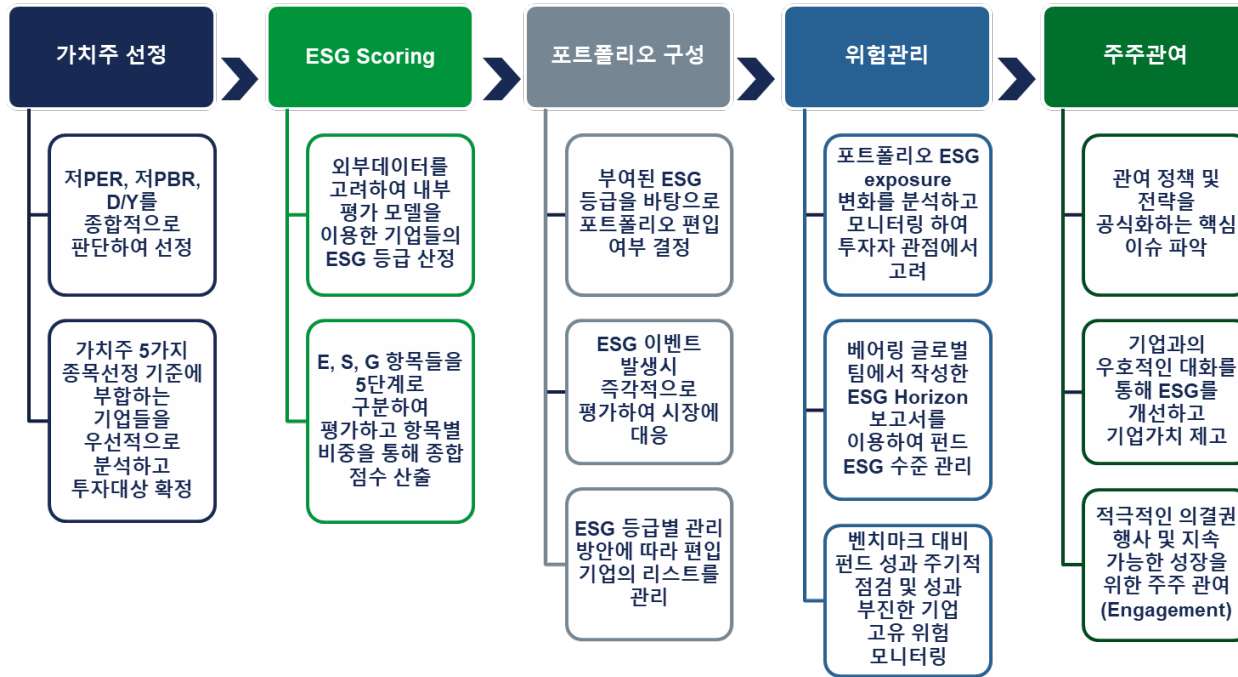 가치주 선정
저PER, 저PBR,
D/Y를
종합적으로
판단하여 선정
가치주 5가지
종목선정 기준에
부합하는
기업들을
우선적으로
분석하고
투자대상 확정
ESG Scoring
외부데이터를
고려하여 내부
평가 모델을
이용한 기업들의
ESG 등급 산정
E, S, G 항목들을
5단계로
구분하여
평가하고 항목별
비중을 통해 종합
점수 산출
포트폴리오 구성
부여된 ESG
등급을 바탕으로
포트폴리오 편입
여부 결정
ESG 이벤트
발생시
즉각적으로
평가하여 시장에
대응
ESG 등급별 관리
방안에 따라 편입
기업의 리스트를
관리
위험관리
포트폴리오 ESG
exposure
변화를 분석하고
모니터링 하여
투자자 관점에서
고려
베어링 글로벌
팀에서 작성한
ESG Horizon
보고서를
이용하여 펀드
ESG 수준 관리
벤치마크 대비
펀드 성과 주기적
점검 및 성과
부진한 기업
고유 위험
모니터링
주주관여
관여 정책 및
전략을
공식화하는 핵심
이슈 파악
기업과의
우호적인 대화를
통해 ESG를
개선하고
기업가치 제고
적극적인 의결권
행사 및 지속
가능한 성장을
위한 주주 관여
(Engagement)